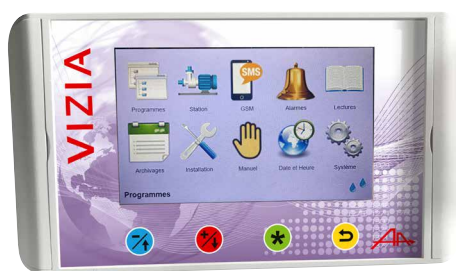 VIZIA
SMS
Programmes Station GSM Alarmes Lectures
Archivages Installation Manuel Date et Heure Système
Programmes
-/↑ +/↓ *